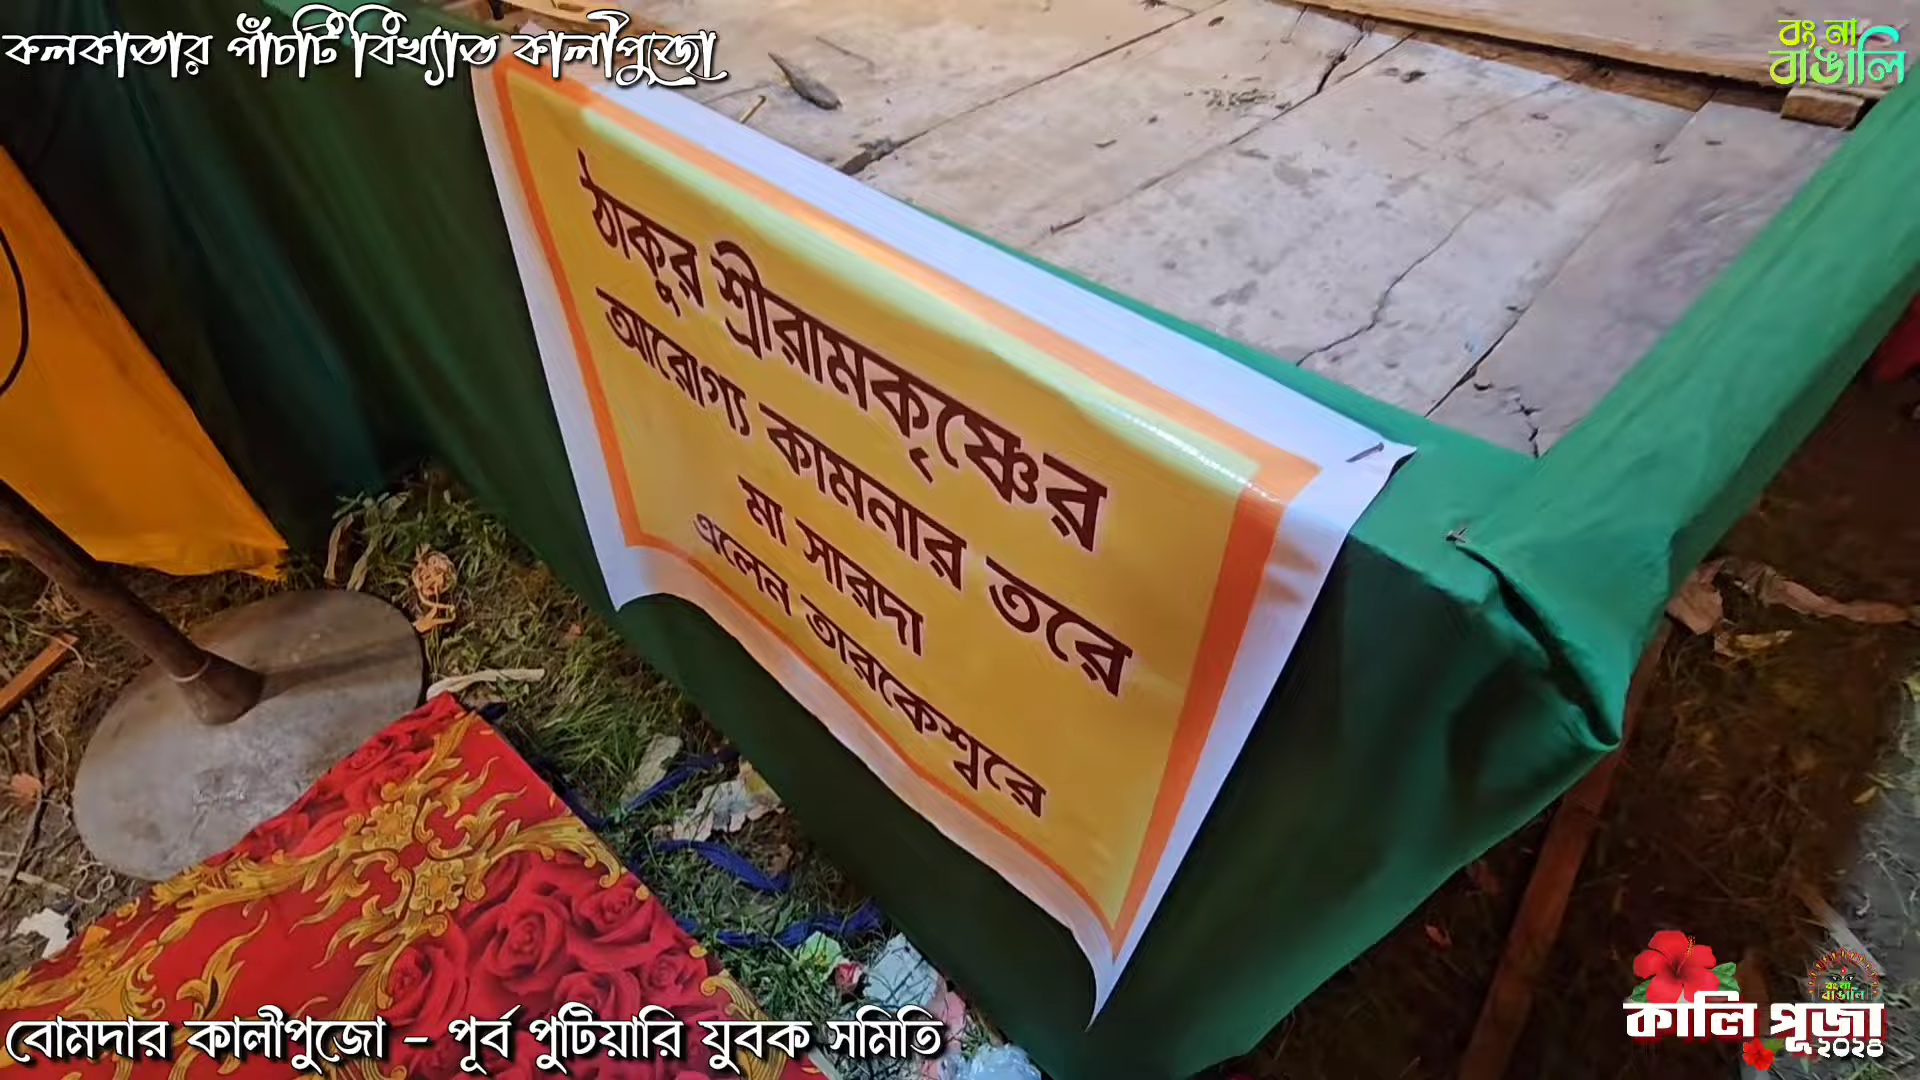 কলকাতার পাঁচটি বিখ্যাত কালীপুজো
বং না
বাঙালি
ঠাকুর শ্রীরামকৃষ্ণের
আরোগ্য কামনার তরে
মা সারদা
এলেন তারকেশ্বরে
বোমদার কালীপুজো – পূর্ব পুটিয়ারি যুবক সমিতি
বং না
বাঙালি
কালি পূজা
২০২৪